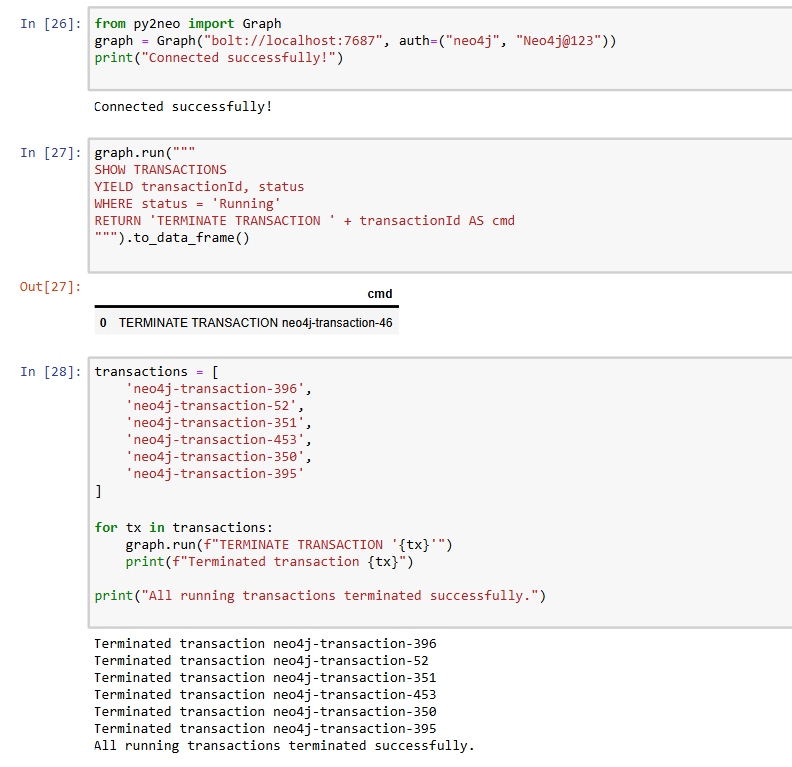 In [26]:
from py2neo import Graph
graph = Graph("bolt://localhost:7687", auth=("neo4j", "Neo4j@123"))
print("Connected successfully!")
Connected successfully!
In [27]:
graph.run("""
SHOW TRANSACTIONS
YIELD transactionId, status
WHERE status = 'Running'
RETURN 'TERMINATE TRANSACTION ' + transactionId AS cmd
""").to_data_frame()
Out[27]:
cmd
0 TERMINATE TRANSACTION neo4j-transaction-46
In [28]:
transactions = [
    'neo4j-transaction-396',
    'neo4j-transaction-52',
    'neo4j-transaction-351',
    'neo4j-transaction-453',
    'neo4j-transaction-350',
    'neo4j-transaction-395'
]
for tx in transactions:
    graph.run(f"TERMINATE TRANSACTION '{tx}'")
    print(f"Terminated transaction {tx}")
print("All running transactions terminated successfully.")
Terminated transaction neo4j-transaction-396
Terminated transaction neo4j-transaction-52
Terminated transaction neo4j-transaction-351
Terminated transaction neo4j-transaction-453
Terminated transaction neo4j-transaction-350
Terminated transaction neo4j-transaction-395
All running transactions terminated successfully.